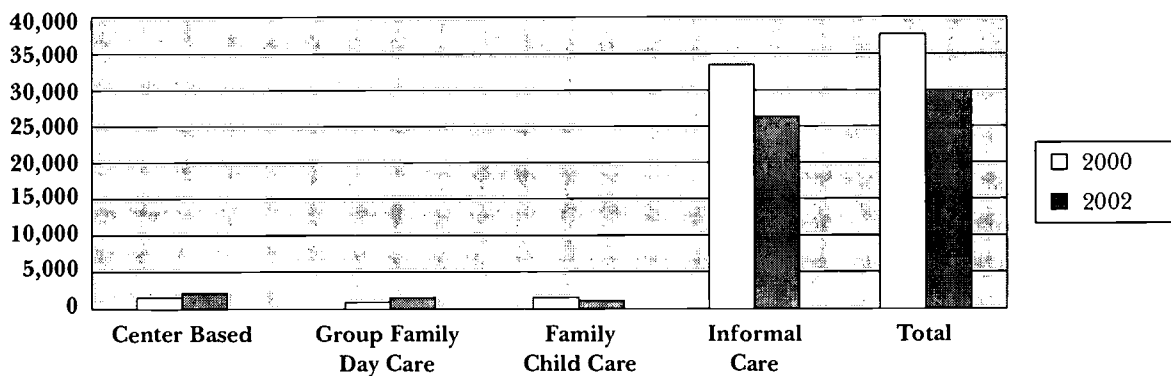 40,000
35,000
30,000
25,000
20,000
15,000
10,000
5,000
0
Center Based
Group Family
Day Care
Family
Child Care
Informal
Care
Total
2000
2002